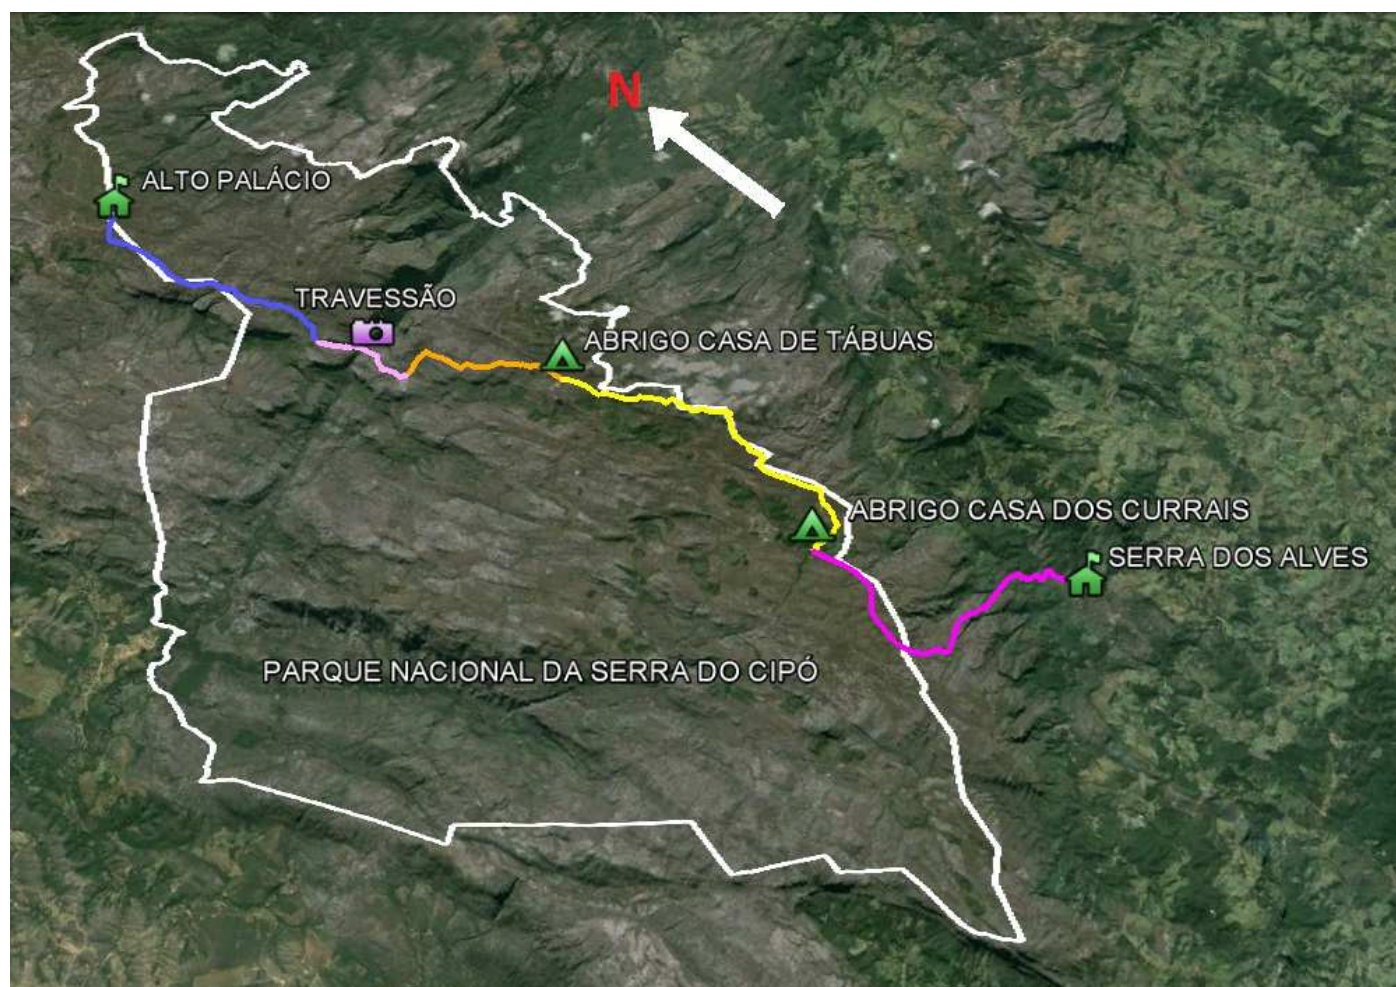 N
ALTO PALÁCIO
TRAVESSÃO
ABRIGO CASA DE TÁBUAS
ABRIGO CASA DOS CURRAIS
SERRA DOS ALVES
PARQUE NACIONAL DA SERRA DO CIPÓ